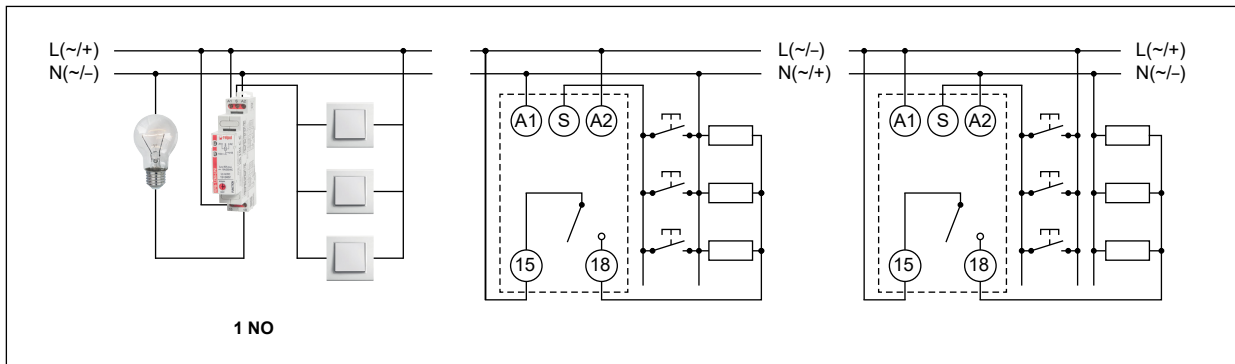 L(~/+)
N(~/–)
L(~/–)
N(~/+)
L(~/+)
N(~/–)
A1 S A2
15 18
A1 S A2
15 18
1 NO